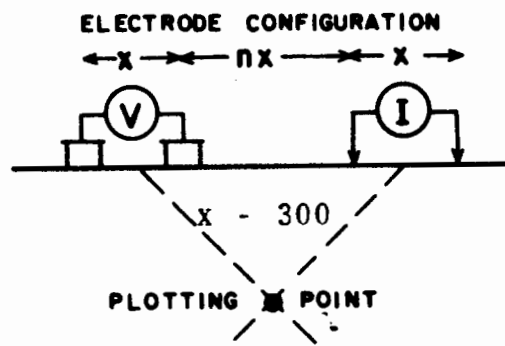 ELECTRODE CONFIGURATION
x nx x
V I
x - 300
PLOTTING POINT